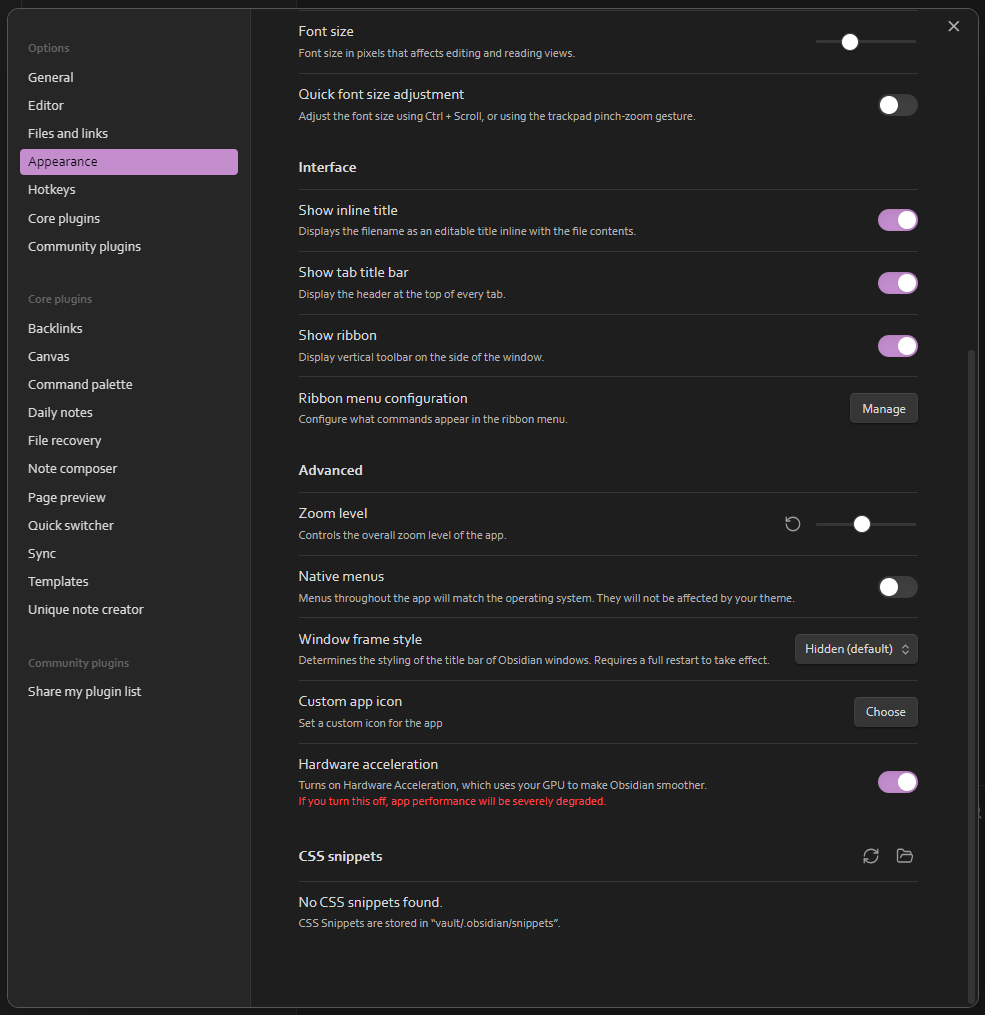 Options
General
Editor
Files and links
Appearance
Hotkeys
Core plugins
Community plugins
Core plugins
Backlinks
Canvas
Command palette
Daily notes
File recovery
Note composer
Page preview
Quick switcher
Sync
Templates
Unique note creator
Community plugins
Share my plugin list
Font size
Font size in pixels that affects editing and reading views.
Quick font size adjustment
Adjust the font size using Ctrl + Scroll, or using the trackpad pinch-zoom gesture.
Interface
Show inline title
Displays the filename as an editable title inline with the file contents.
Show tab title bar
Display the header at the top of every tab.
Show ribbon
Display vertical toolbar on the side of the window.
Ribbon menu configuration
Configure what commands appear in the ribbon menu.
Manage
Advanced
Zoom level
Controls the overall zoom level of the app.
Native menus
Menus throughout the app will match the operating system. They will not be affected by your theme.
Window frame style
Determines the styling of the title bar of Obsidian windows. Requires a full restart to take effect.
Hidden (default)
Custom app icon
Set a custom icon for the app
Choose
Hardware acceleration
Turns on Hardware Acceleration, which uses your GPU to make Obsidian smoother.
If you turn this off, app performance will be severely degraded.
CSS snippets
No CSS snippets found.
CSS Snippets are stored in “vault/.obsidian/snippets”.